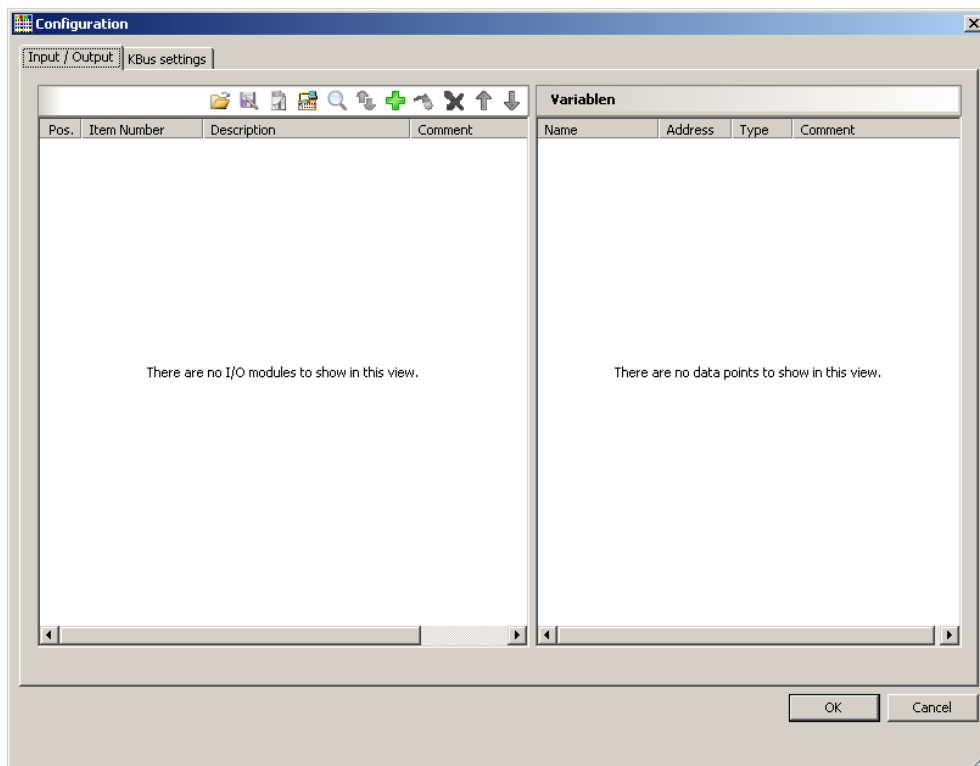 Configuration
Input / Output KBus settings
Variablen
Pos. Item Number Description Comment
Name Address Type Comment
There are no I/O modules to show in this view.
There are no data points to show in this view.
OK Cancel